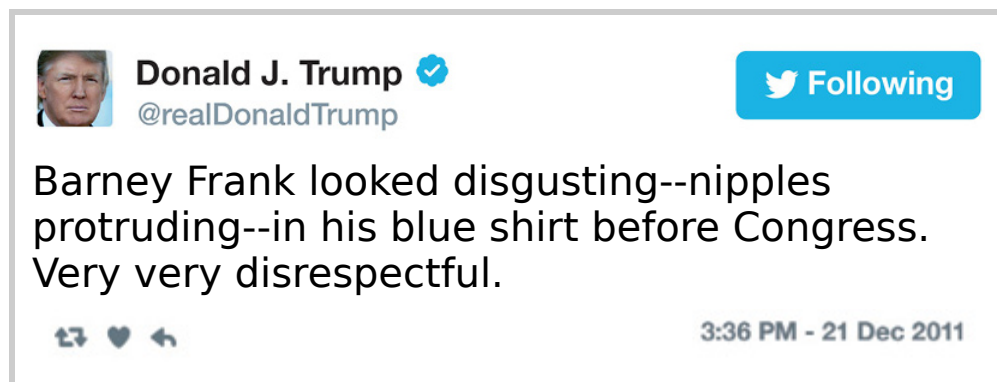 Donald J. Trump
@realDonaldTrump
Following
Barney Frank looked disgusting--nipples
protruding--in his blue shirt before Congress.
Very very disrespectful.
3:36 PM - 21 Dec 2011